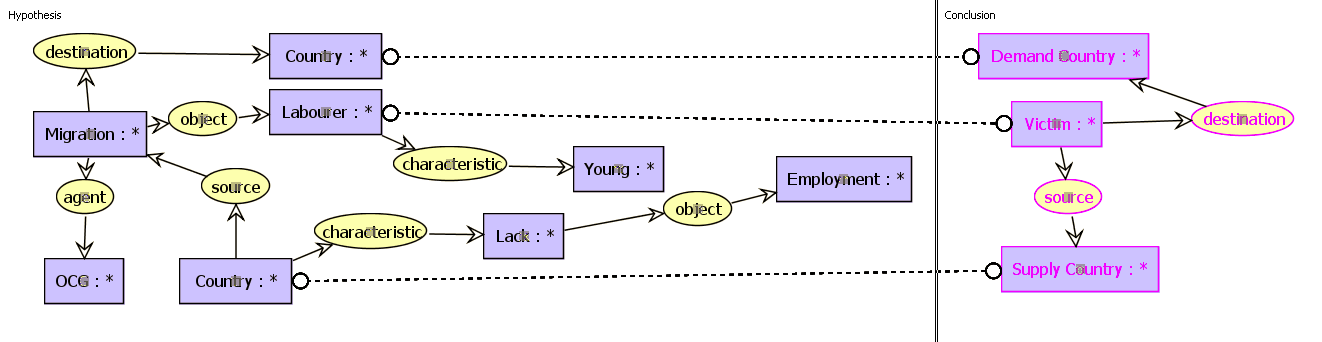 Hypothesis
Conclusion
destination
Country : *
Demand Country : *
Migration : *
object
Labourer : *
Victim : *
destination
characteristic
Young : *
Employment : *
agent
source
source
object
characteristic
Lack : *
OCG : *
Country : *
Supply Country : *